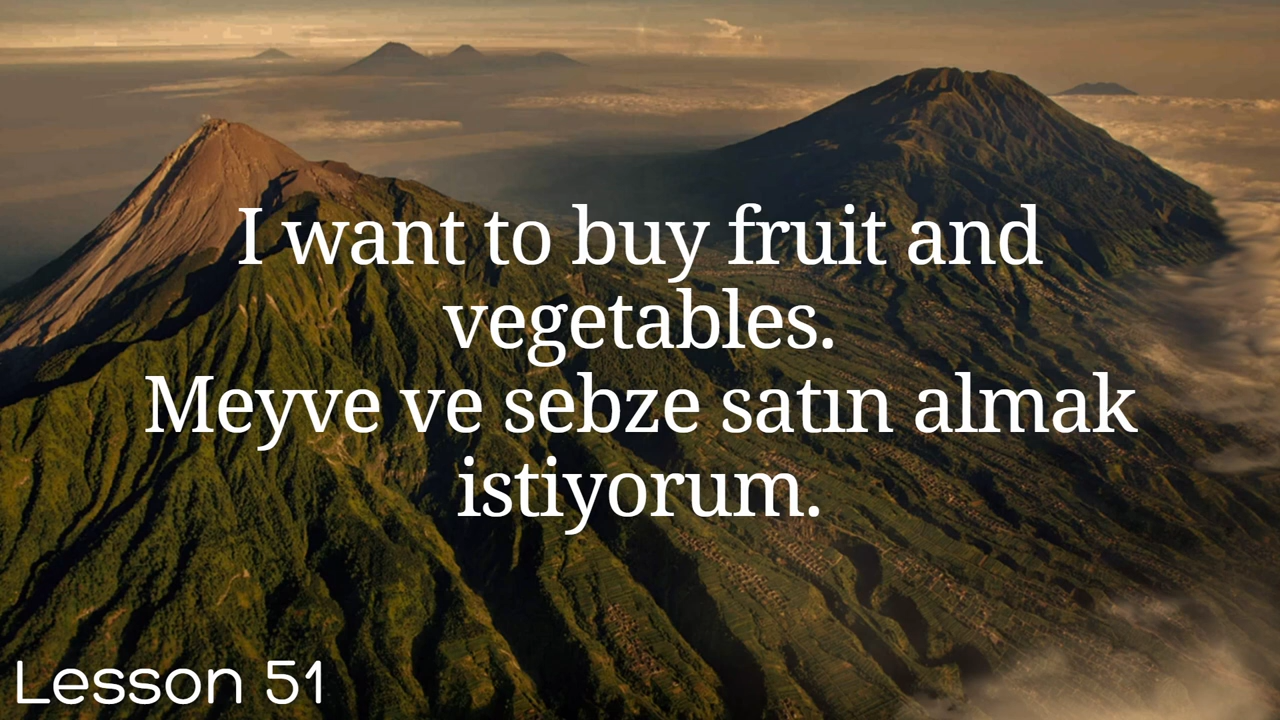 I want to buy fruit and
vegetables.
Meyve ve sebze satın almak
istiyorum.
Lesson 51